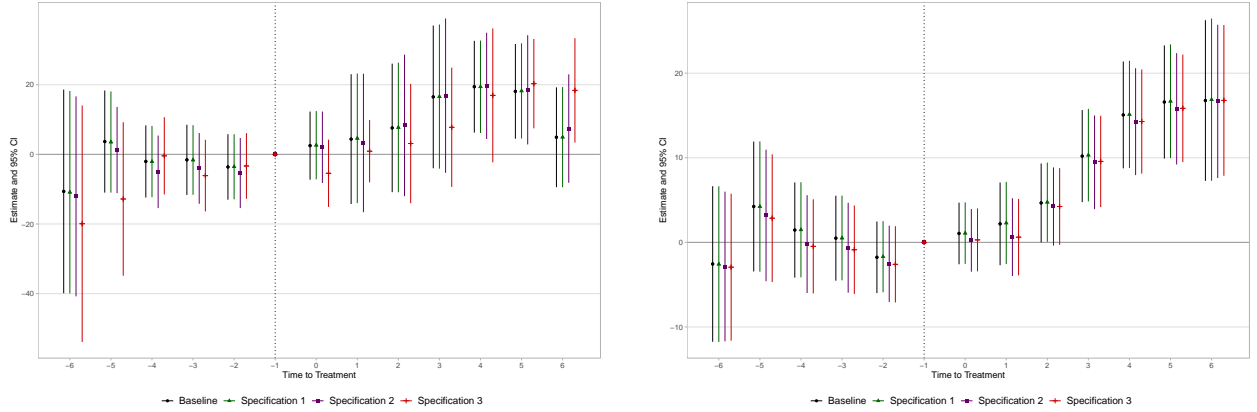 Estimate and 95% CI
20
0
−20
−40
−6 −5 −4 −3 −2 −1 0 1 2 3 4 5 6
Time to Treatment
Baseline Specification 1 Specification 2 Specification 3
Estimate and 95% CI
20
10
0
−10
−6 −5 −4 −3 −2 −1 0 1 2 3 4 5 6
Time to Treatment
Baseline Specification 1 Specification 2 Specification 3